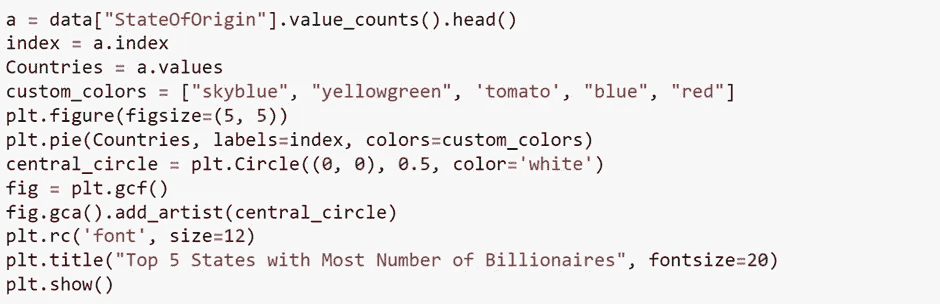 a = data["StateOfOrigin"].value_counts().head()
index = a.index
Countries = a.values
custom_colors = ["skyblue", "yellowgreen", 'tomato', "blue", "red"]
plt.figure(figsize=(5, 5))
plt.pie(Countries, labels=index, colors=custom_colors)
central_circle = plt.Circle((0, 0), 0.5, color='white')
fig = plt.gcf()
fig.gca().add_artist(central_circle)
plt.rc('font', size=12)
plt.title("Top 5 States with Most Number of Billionaires", fontsize=20)
plt.show()